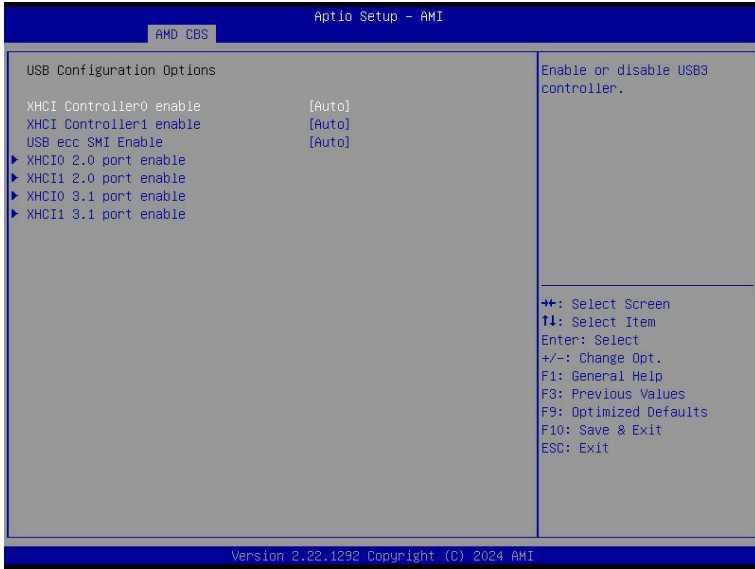 Aptio Setup - AMI
AMD CBS
USB Configuration Options
XHCI Controller0 enable [Auto]
XHCI Controller1 enable [Auto]
USB ecc SMI Enable [Auto]
XHCI0 2.0 port enable
XHCI1 2.0 port enable
XHCI0 3.1 port enable
XHCI1 3.1 port enable
Enable or disable USB3
controller.
→←: Select Screen
↑↓: Select Item
Enter: Select
+/-: Change Opt.
F1: General Help
F3: Previous Values
F9: Optimized Defaults
F10: Save & Exit
ESC: Exit
Version 2.22.1292 Copyright (C) 2024 AMI